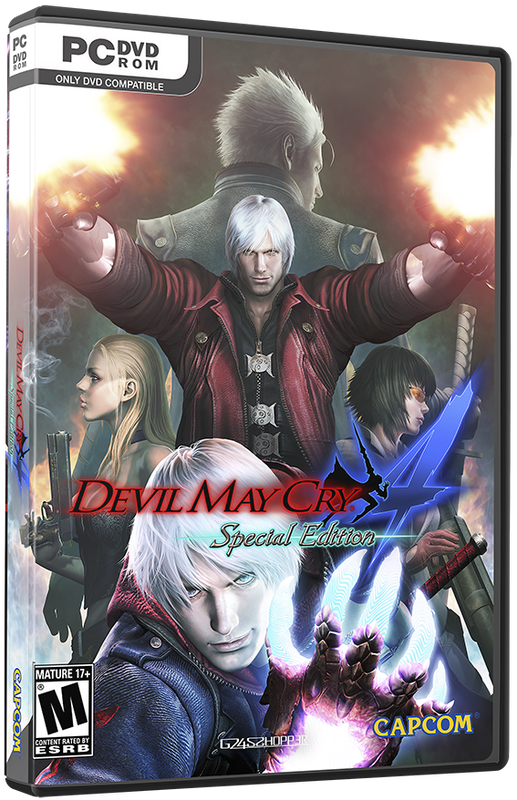 PC DVD
ROM
ONLY DVD COMPATIBLE
PC
DVD
ROM
DEVIL MAY CRY 4
Special Edition
DEVIL MAY CRY 4
Special Edition
MATURE 17+
M
®
CONTENT RATED BY
ESRB
CAPCOM
CAPCOM
G24SSHOPPER